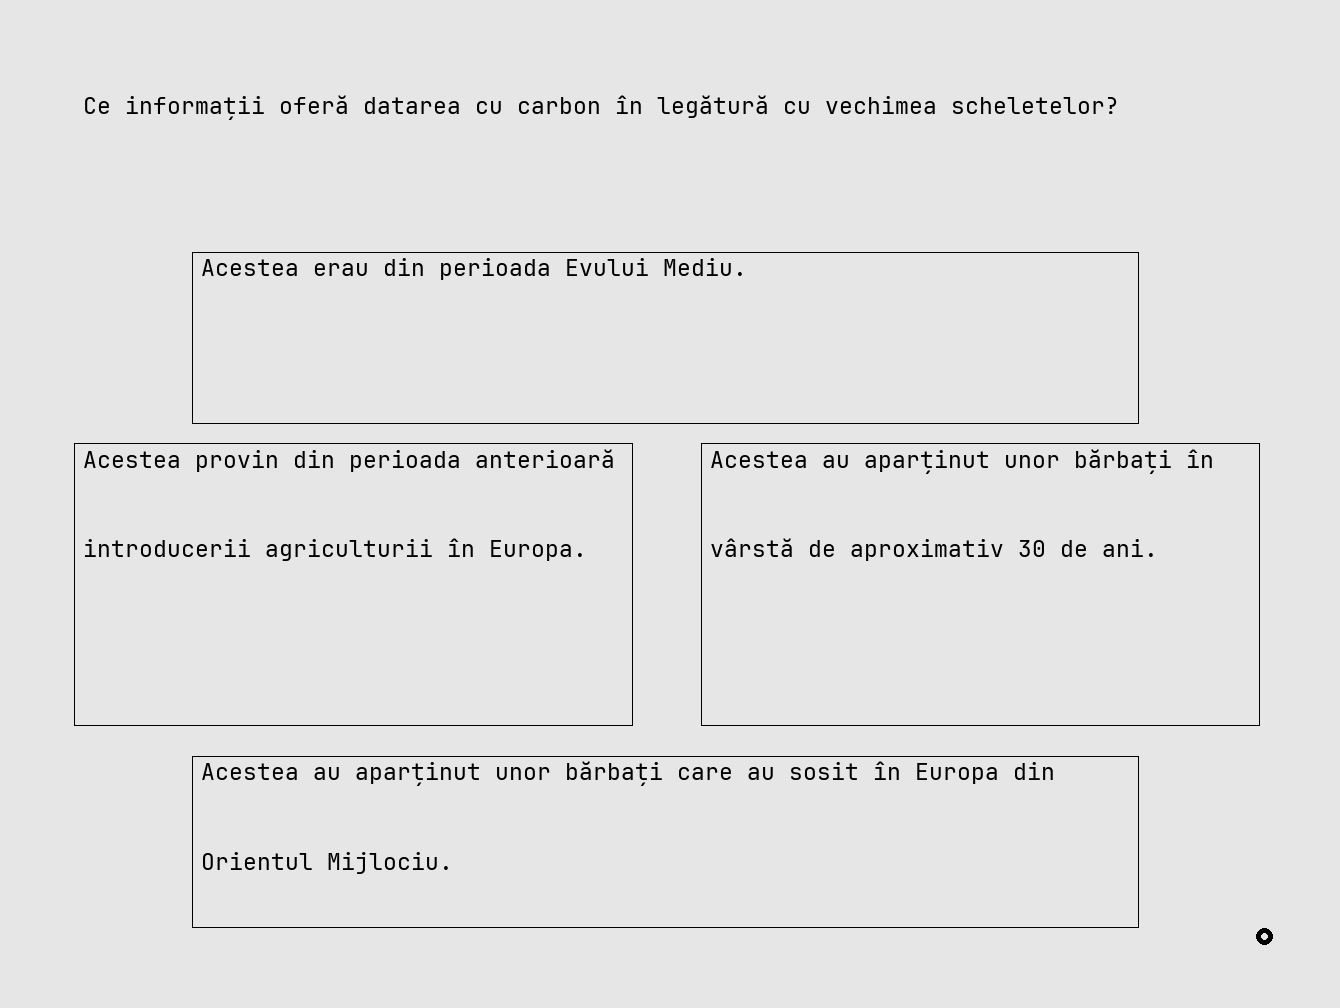 Ce informații oferă datarea cu carbon în legătură cu vechimea scheletelor?
Acestea erau din perioada Evului Mediu.
Acestea provin din perioada anterioară
introducerii agriculturii în Europa.
Acestea au aparținut unor bărbați în
vârstă de aproximativ 30 de ani.
Acestea au aparținut unor bărbați care au sosit în Europa din
Orientul Mijlociu.